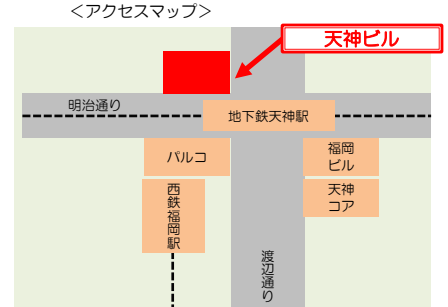 ＜アクセスマップ＞
天神ビル
明治通り
地下鉄天神駅
パルコ
福岡
ビル
西鉄福岡駅
天神
コア
渡辺通り